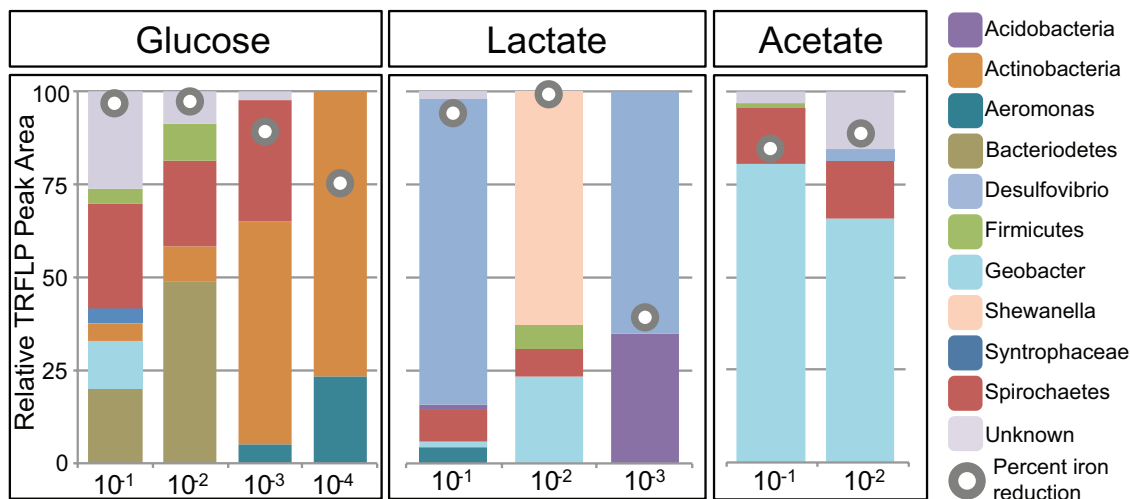 Glucose
Lactate
Acetate
Relative TRFLP Peak Area
100
75
50
25
0
10-1
10-2
10-3
10-4
10-1
10-2
10-3
10-1
10-2
Acidobacteria
Actinobacteria
Aeromonas
Bacteriodetes
Desulfovibrio
Firmicutes
Geobacter
Shewanella
Syntrophaceae
Spirochaetes
Unknown
Percent iron
reduction